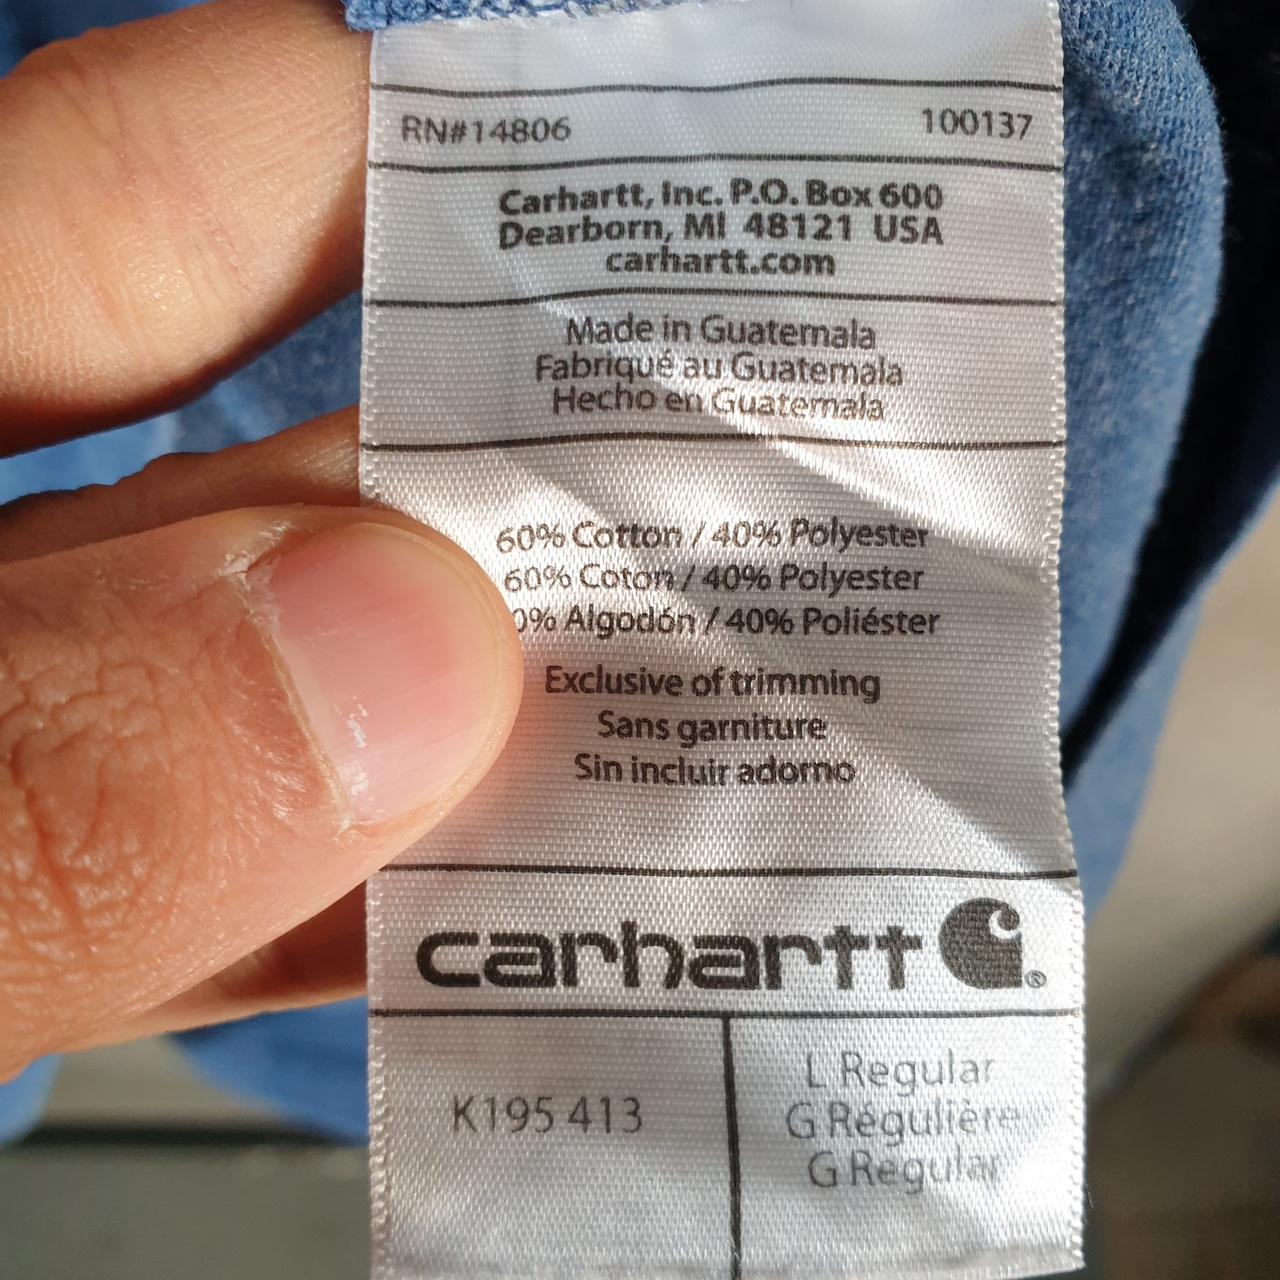 RN#14806 100137
Carhartt, Inc. P.O. Box 600
Dearborn, MI 48121 USA
carhartt.com
Made in Guatemala
Fabriqué au Guatemala
Hecho en Guatemala
60% Cotton / 40% Polyester
60% Coton / 40% Polyester
0% Algodón / 40% Poliéster
Exclusive of trimming
Sans garniture
Sin incluir adorno
carhartt ®
K195 413
L Regular
G Régulière
G Regular